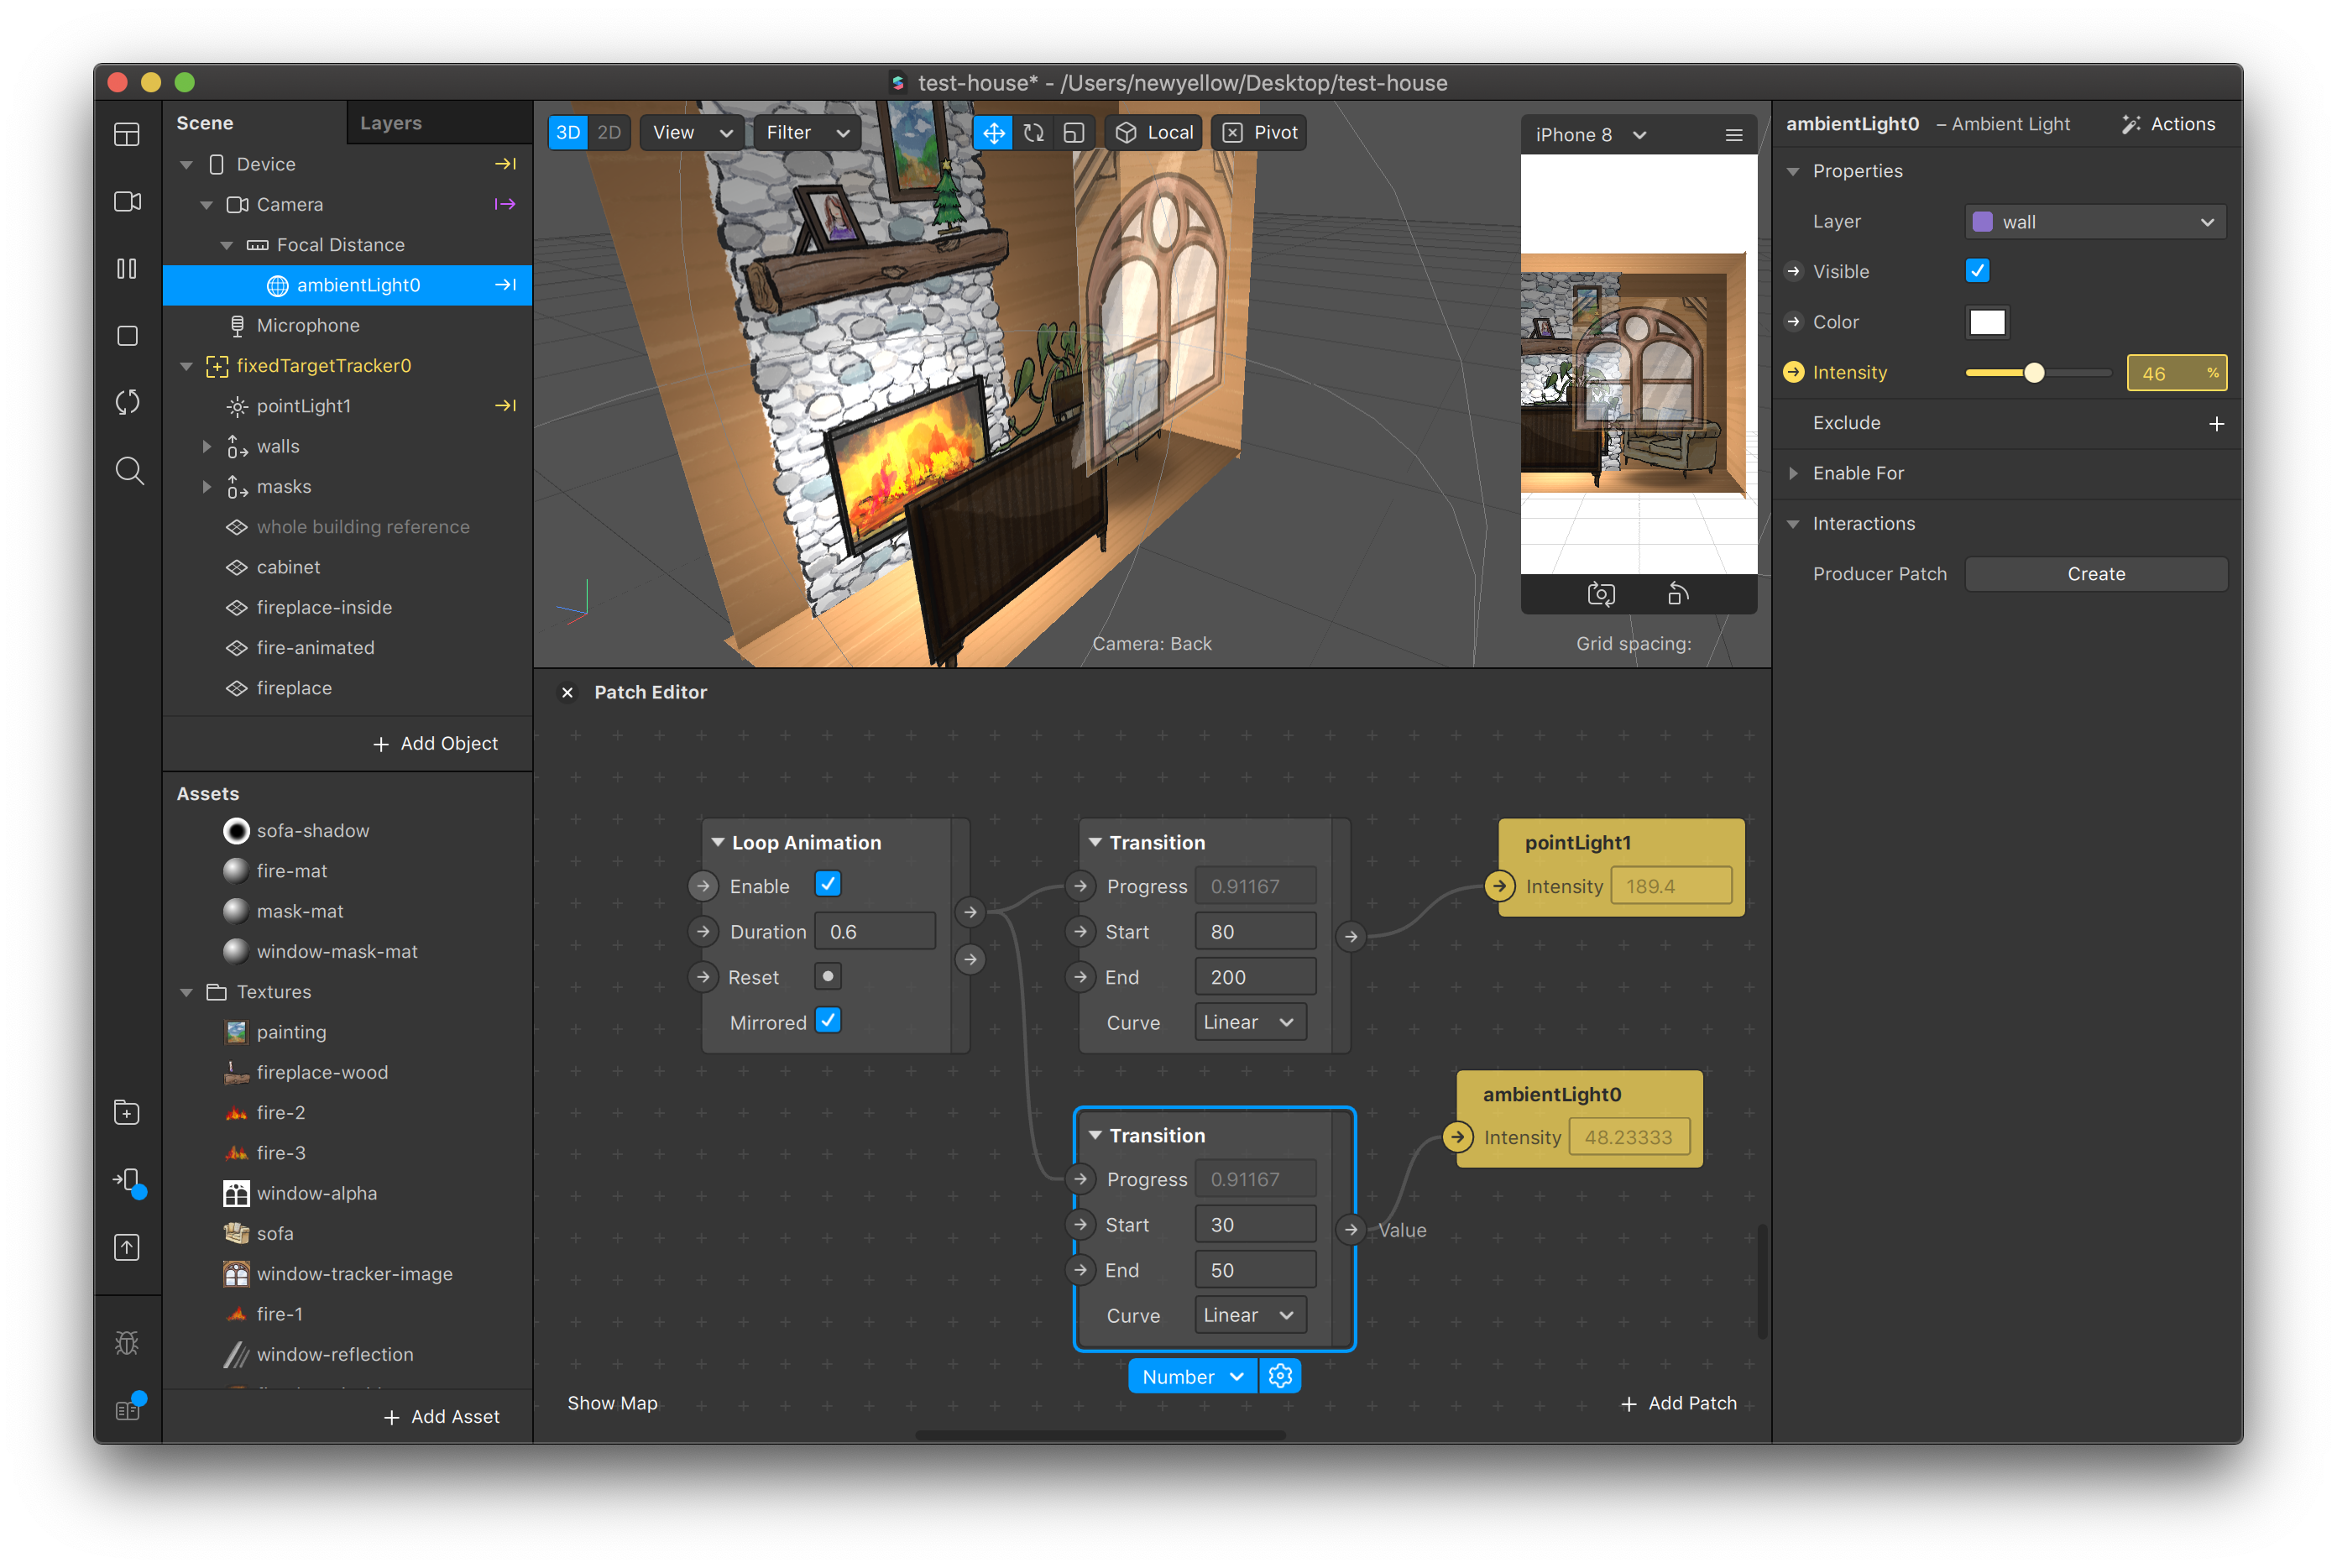 test-house* - /Users/newyellow/Desktop/test-house
Scene
Layers
Device
Camera
Focal Distance
ambientLight0
Microphone
fixedTargetTracker0
pointLight1
walls
masks
whole building reference
cabinet
fireplace-inside
fire-animated
fireplace
+ Add Object
Assets
sofa-shadow
fire-mat
mask-mat
window-mask-mat
Textures
painting
fireplace-wood
fire-2
fire-3
window-alpha
sofa
window-tracker-image
fire-1
window-reflection
+ Add Asset
3D 2D View Filter Local Pivot
iPhone 8
Camera: Back
Grid spacing:
Patch Editor
Loop Animation
Enable
Duration 0.6
Reset
Mirrored
Transition
Progress 0.91167
Start 80
End 200
Curve Linear
pointLight1
Intensity 189.4
Transition
Progress 0.91167
Start 30
End 50
Curve Linear
Value
ambientLight0
Intensity 48.23333
Number
Show Map
+ Add Patch
ambientLight0 – Ambient Light Actions
Properties
Layer wall
Visible
Color
Intensity 46 %
Exclude +
Enable For
Interactions
Producer Patch Create